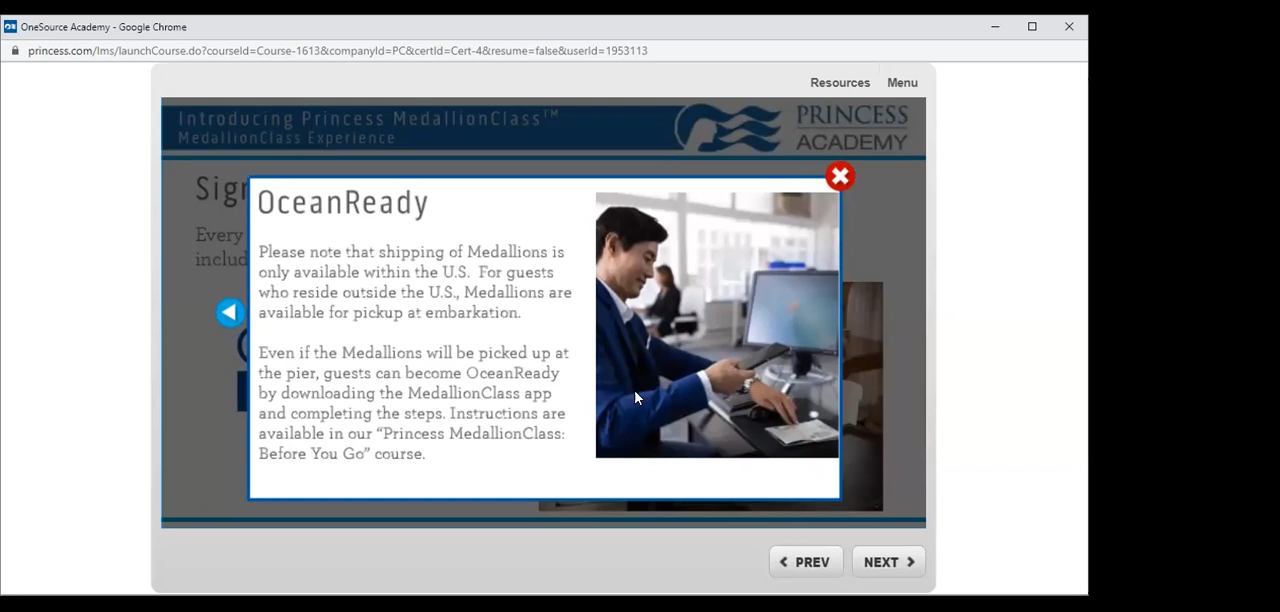 OneSource Academy - Google Chrome
princess.com/lms/launchCourse.do?courseId=Course-1613&companyId=PC&certId=Cert-4&resume=false&userId=1953113
Resources Menu
Introducing Princess MedallionClass™
MedallionClass Experience
PRINCESS
ACADEMY
Sign
Every
includ
OceanReady
Please note that shipping of Medallions is
only available within the U.S. For guests
who reside outside the U.S., Medallions are
available for pickup at embarkation.
Even if the Medallions will be picked up at
the pier, guests can become OceanReady
by downloading the MedallionClass app
and completing the steps. Instructions are
available in our “Princess MedallionClass:
Before You Go” course.
PREV NEXT